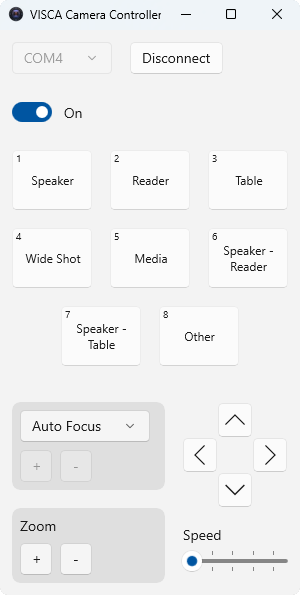 VISCA Camera Controller
COM4
Disconnect
On
1
Speaker
2
Reader
3
Table
4
Wide Shot
5
Media
6
Speaker -
Reader
7
Speaker -
Table
8
Other
Auto Focus
+ -
Zoom
+ -
Speed